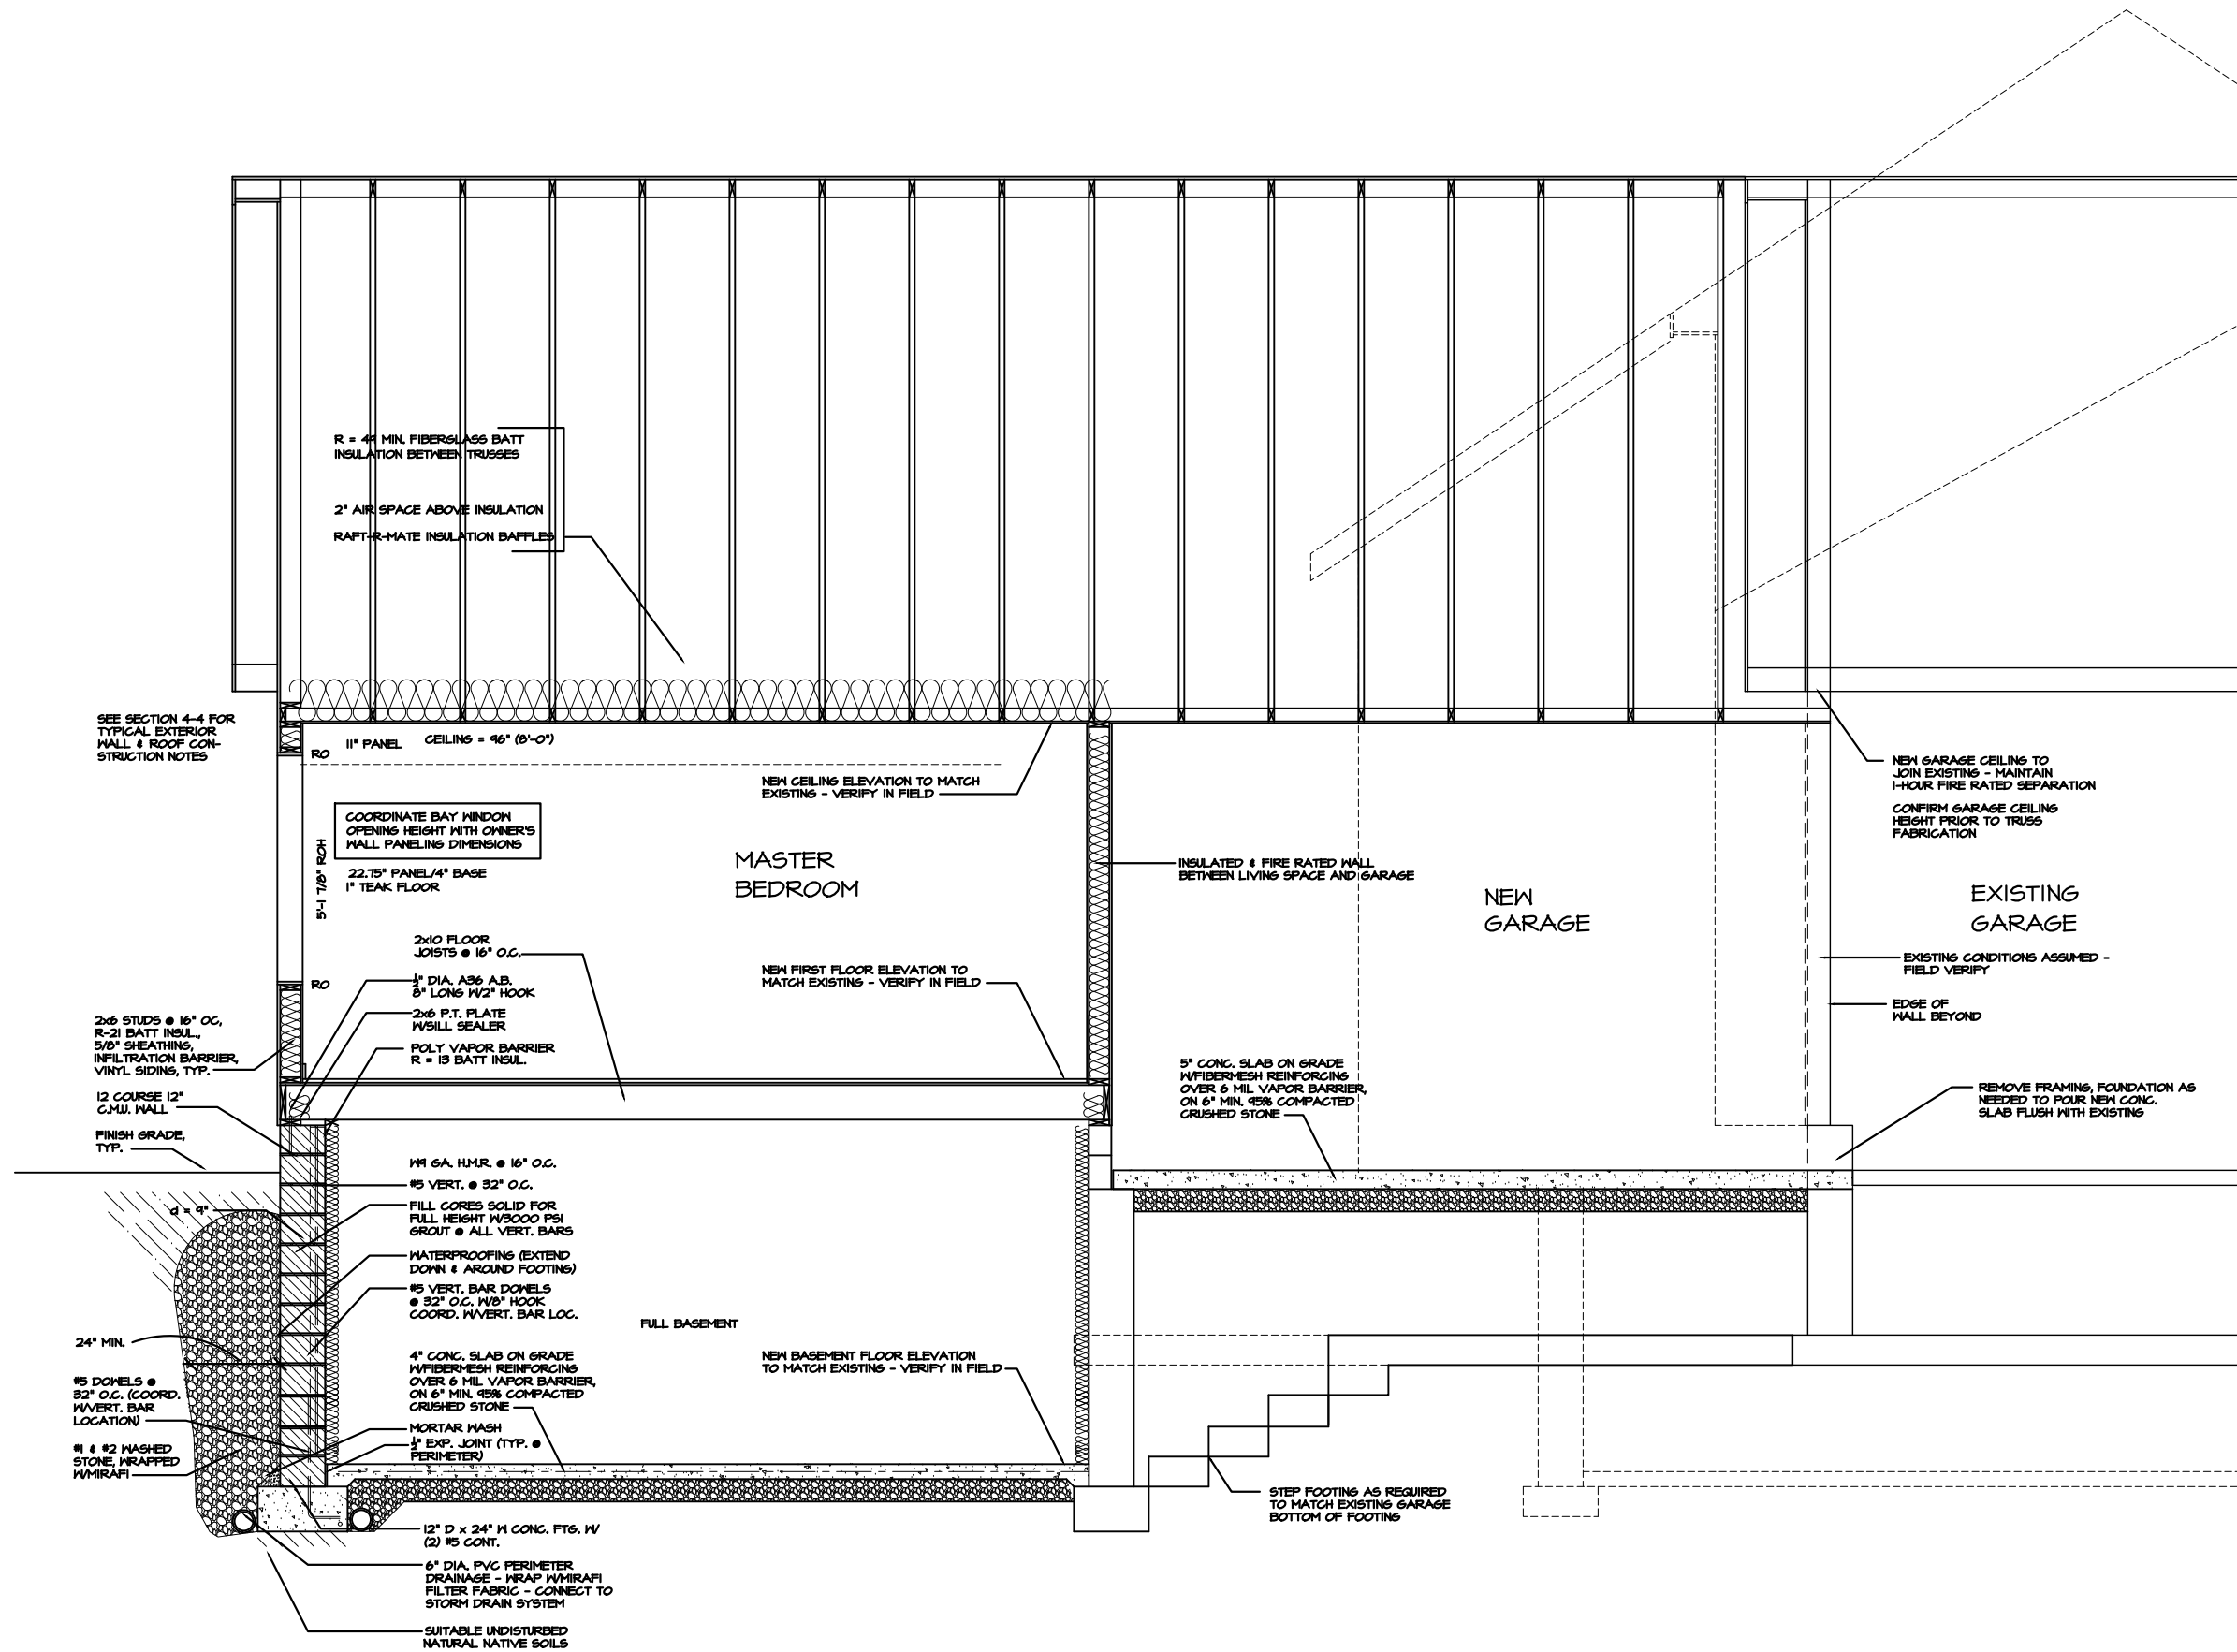 R = 49 MIN. FIBERGLASS BATT
INSULATION BETWEEN TRUSSES
2" AIR SPACE ABOVE INSULATION
RAFT-R-MATE INSULATION BAFFLES
SEE SECTION 4-4 FOR
TYPICAL EXTERIOR
WALL & ROOF CON-
STRUCTION NOTES
RO
11" PANEL
CEILING = 96" (8'-0")
NEW CEILING ELEVATION TO MATCH
EXISTING - VERIFY IN FIELD
COORDINATE BAY WINDOW
OPENING HEIGHT WITH OWNER'S
WALL PANELING DIMENSIONS
5'-1 7/8" ROH
22.75" PANEL/4" BASE
1" TEAK FLOOR
MASTER
BEDROOM
INSULATED & FIRE RATED WALL
BETWEEN LIVING SPACE AND GARAGE
NEW
GARAGE
NEW GARAGE CEILING TO
JOIN EXISTING - MAINTAIN
1-HOUR FIRE RATED SEPARATION
CONFIRM GARAGE CEILING
HEIGHT PRIOR TO TRUSS
FABRICATION
EXISTING
GARAGE
EXISTING CONDITIONS ASSUMED -
FIELD VERIFY
EDGE OF
WALL BEYOND
2x10 FLOOR
JOISTS @ 16" O.C.
RO
1/2" DIA. A36 A.B.
8" LONG W/2" HOOK
2x6 P.T. PLATE
W/SILL SEALER
POLY VAPOR BARRIER
R = 13 BATT INSUL.
NEW FIRST FLOOR ELEVATION TO
MATCH EXISTING - VERIFY IN FIELD
2x6 STUDS @ 16" OC,
R-21 BATT INSUL.,
5/8" SHEATHING,
INFILTRATION BARRIER,
VINYL SIDING, TYP.
12 COURSE 12"
C.M.U. WALL
FINISH GRADE,
TYP.
5" CONC. SLAB ON GRADE
W/FIBERMESH REINFORCING
OVER 6 MIL VAPOR BARRIER,
ON 6" MIN. 95% COMPACTED
CRUSHED STONE
REMOVE FRAMING, FOUNDATION AS
NEEDED TO POUR NEW CONC.
SLAB FLUSH WITH EXISTING
W9 GA. H.M.R. @ 16" O.C.
#5 VERT. @ 32" O.C.
d = 9"
FILL CORES SOLID FOR
FULL HEIGHT W/3000 PSI
GROUT @ ALL VERT. BARS
WATERPROOFING (EXTEND
DOWN & AROUND FOOTING)
#5 VERT. BAR DOWELS
@ 32" O.C. W/8" HOOK
COORD. W/VERT. BAR LOC.
FULL BASEMENT
24" MIN.
4" CONC. SLAB ON GRADE
W/FIBERMESH REINFORCING
OVER 6 MIL VAPOR BARRIER,
ON 6" MIN. 95% COMPACTED
CRUSHED STONE
NEW BASEMENT FLOOR ELEVATION
TO MATCH EXISTING - VERIFY IN FIELD
#5 DOWELS @
32" O.C. (COORD.
W/VERT. BAR
LOCATION)
MORTAR WASH
1/2" EXP. JOINT (TYP. @
PERIMETER)
#1 & #2 WASHED
STONE, WRAPPED
W/MIRAFI
STEP FOOTING AS REQUIRED
TO MATCH EXISTING GARAGE
BOTTOM OF FOOTING
12" D x 24" W CONC. FTG. W/
(2) #5 CONT.
6" DIA. PVC PERIMETER
DRAINAGE - WRAP W/MIRAFI
FILTER FABRIC - CONNECT TO
STORM DRAIN SYSTEM
SUITABLE UNDISTURBED
NATURAL NATIVE SOILS